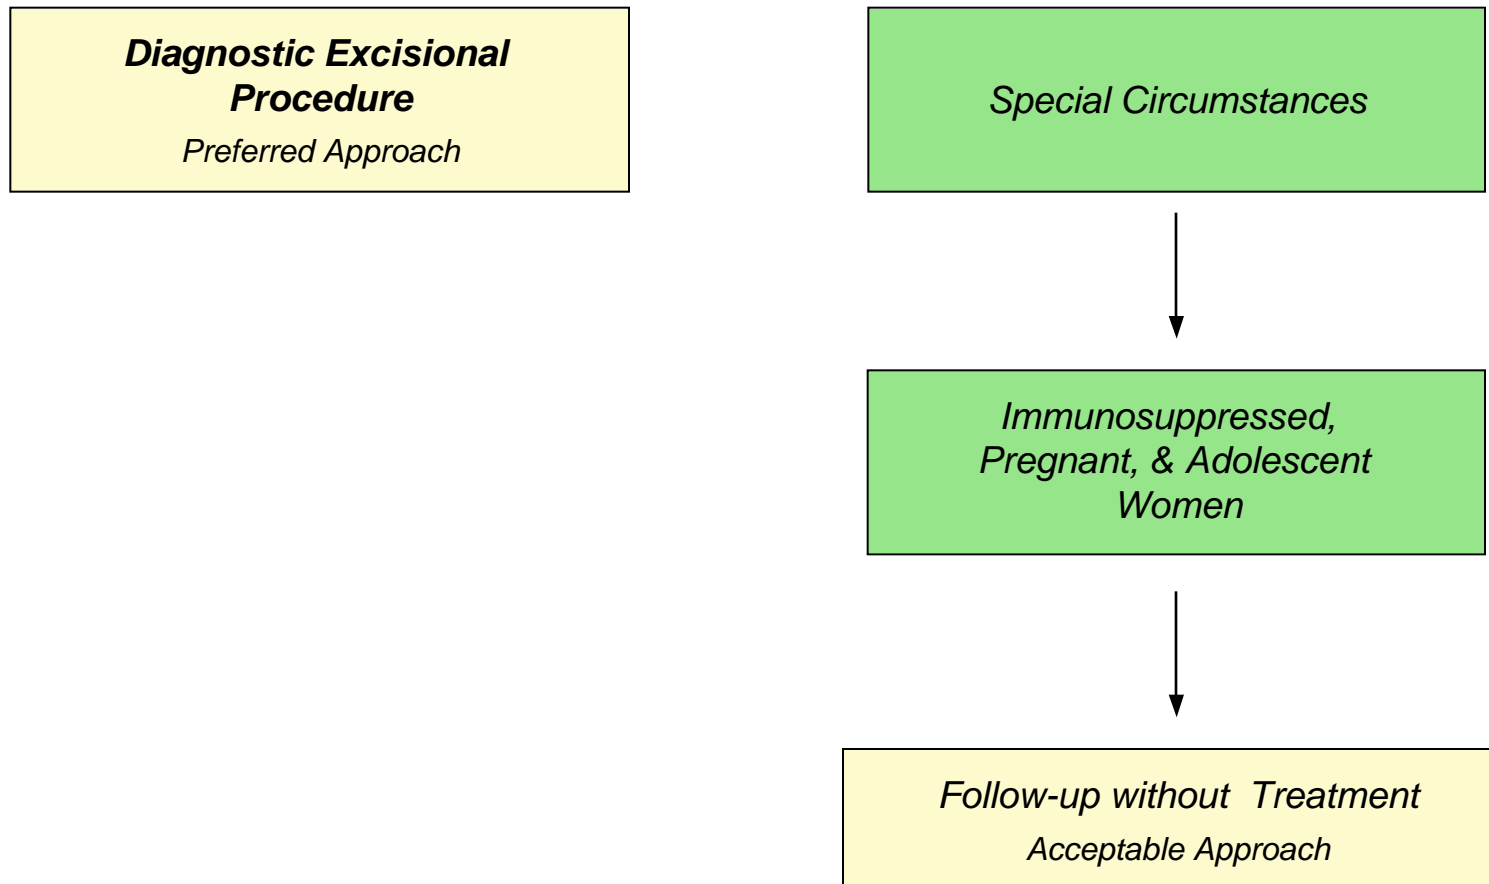 Diagnostic Excisional
Procedure
Preferred Approach
Special Circumstances
Immunosuppressed,
Pregnant, & Adolescent
Women
Follow-up without  Treatment
Acceptable Approach